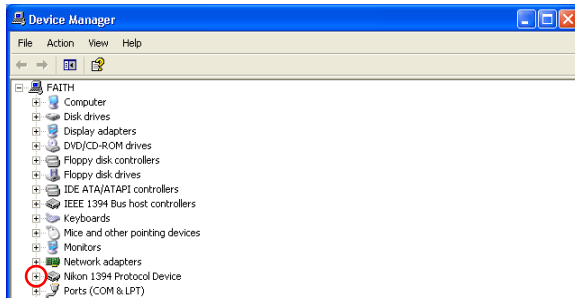 Device Manager
File Action View Help
FAITH
Computer
Disk drives
Display adapters
DVD/CD-ROM drives
Floppy disk controllers
Floppy disk drives
IDE ATA/ATAPI controllers
IEEE 1394 Bus host controllers
Keyboards
Mice and other pointing devices
Monitors
Network adapters
Nikon 1394 Protocol Device
Ports (COM & LPT)